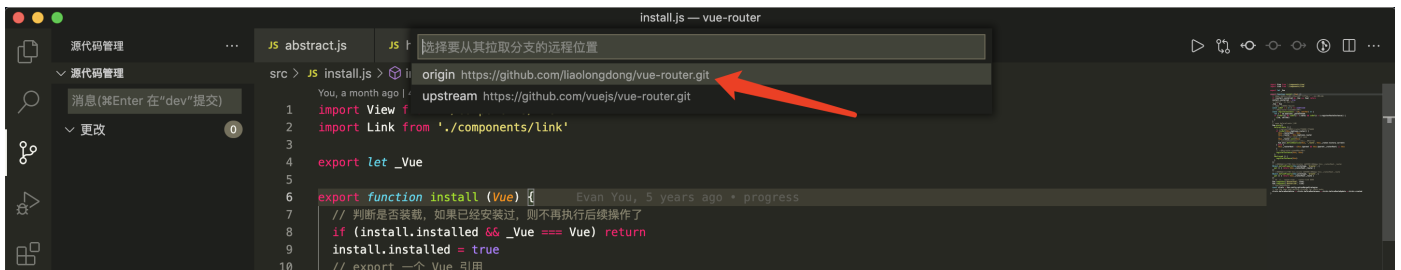 install.js — vue-router
源代码管理 ···
JS abstract.js
JS
选择要从其拉取分支的远程位置
源代码管理
src > JS install.js >
origin https://github.com/liaolongdong/vue-router.git
upstream https://github.com/vuejs/vue-router.git
消息(⌘Enter 在“dev”提交)
You, a month ago |
更改 0
1 import View
2 import Link from './components/link'
3
4 export let _Vue
5
6 export function install (Vue) { Evan You, 5 years ago • progress
7 // 判断是否装载，如果已经安装过，则不再执行后续操作了
8 if (install.installed && _Vue === Vue) return
9 install.installed = true
10 // export 一个 Vue 引用